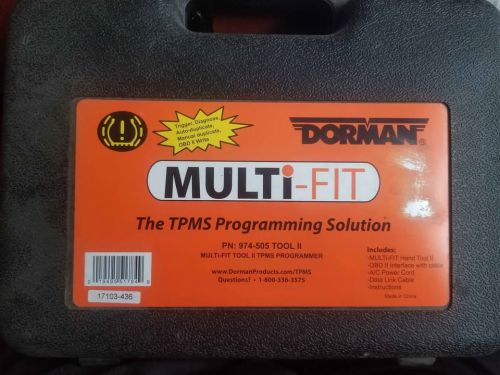 Trigger, Diagnose,
Auto-duplicate,
Manual duplicate,
OBD II Write
DORMAN®
MULTi-FIT
The TPMS Programming Solution
PN: 974-505 TOOL II
MULTI-FIT TOOL II TPMS PROGRAMMER
www.DormanProducts.com/TPMS
Questions? • 1-800-336-3575
Includes:
-MULTI-FIT Hand Tool II
-OBD II Interface with cable
-A/C Power Cord
-Data Link Cable
-Instructions
Made in China
17103-436